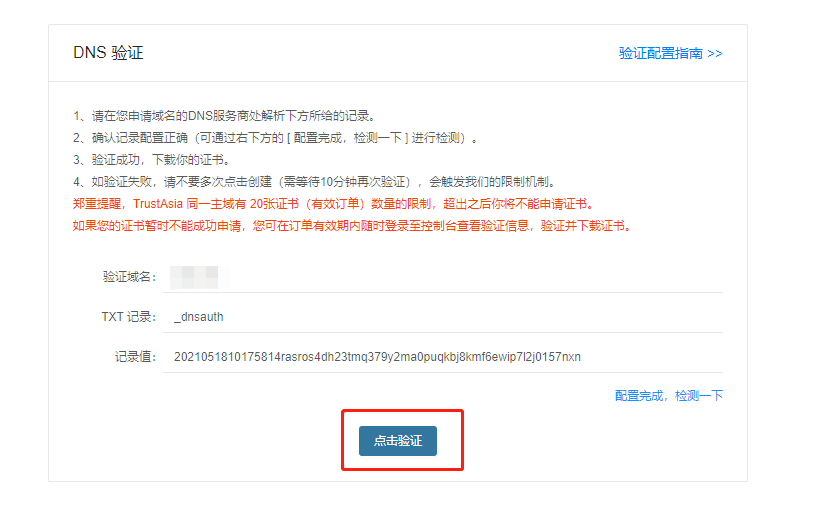 DNS 验证
验证配置指南 >>
1、请在您申请域名的DNS服务商处解析下方所给的记录。
2、确认记录配置正确（可通过右下方的 [ 配置完成，检测一下 ] 进行检测）。
3、验证成功，下载你的证书。
4、如验证失败，请不要多次点击创建（需等待10分钟再次验证），会触发我们的限制机制。
郑重提醒，TrustAsia 同一主域有 20张证书（有效订单）数量的限制，超出之后你将不能申请证书。
如果您的证书暂时不能成功申请，您可在订单有效期内随时登录至控制台查看验证信息，验证并下载证书。
验证域名：
TXT 记录： _dnsauth
记录值： 2021051810175814rasros4dh23tmq379y2ma0puqkbj8kmf6ewip7l2j0157nxn
配置完成，检测一下
点击验证